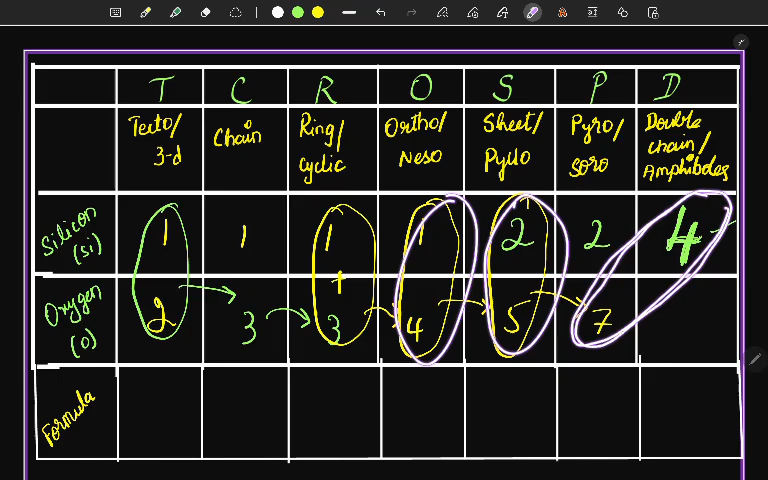 T C R O S P D
Tecto/ 3-d
Chain
Ring/ cyclic
Ortho/ Neso
Sheet/ Pyllo
Pyro/ soro
Double chain/ Amphiboles
Silicon (Si) 1 1 1 1 2 2 4
+
Oxygen (O) 2 3 3 4 5 7
Formula